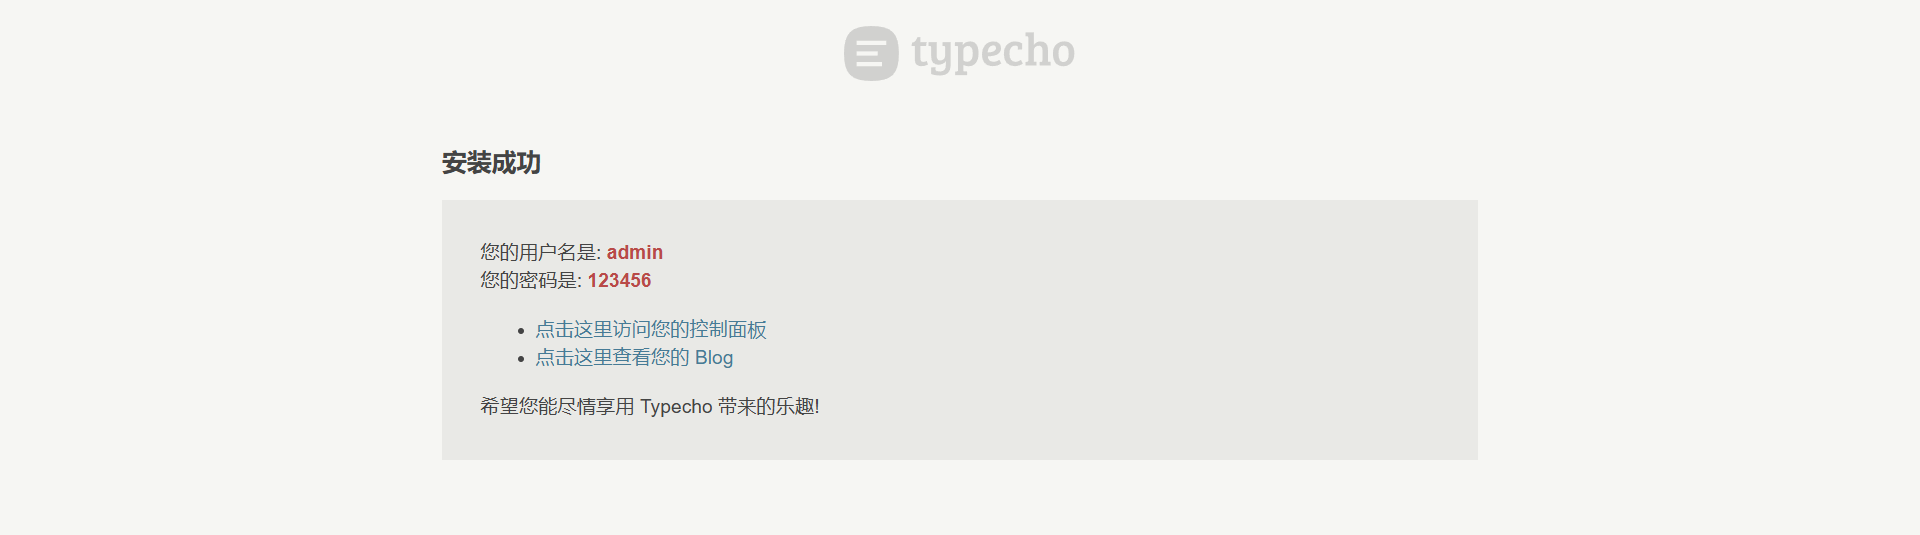 typecho
安装成功
您的用户名是: admin
您的密码是: 123456
点击这里访问您的控制面板
点击这里查看您的 Blog
希望您能尽情享用 Typecho 带来的乐趣!